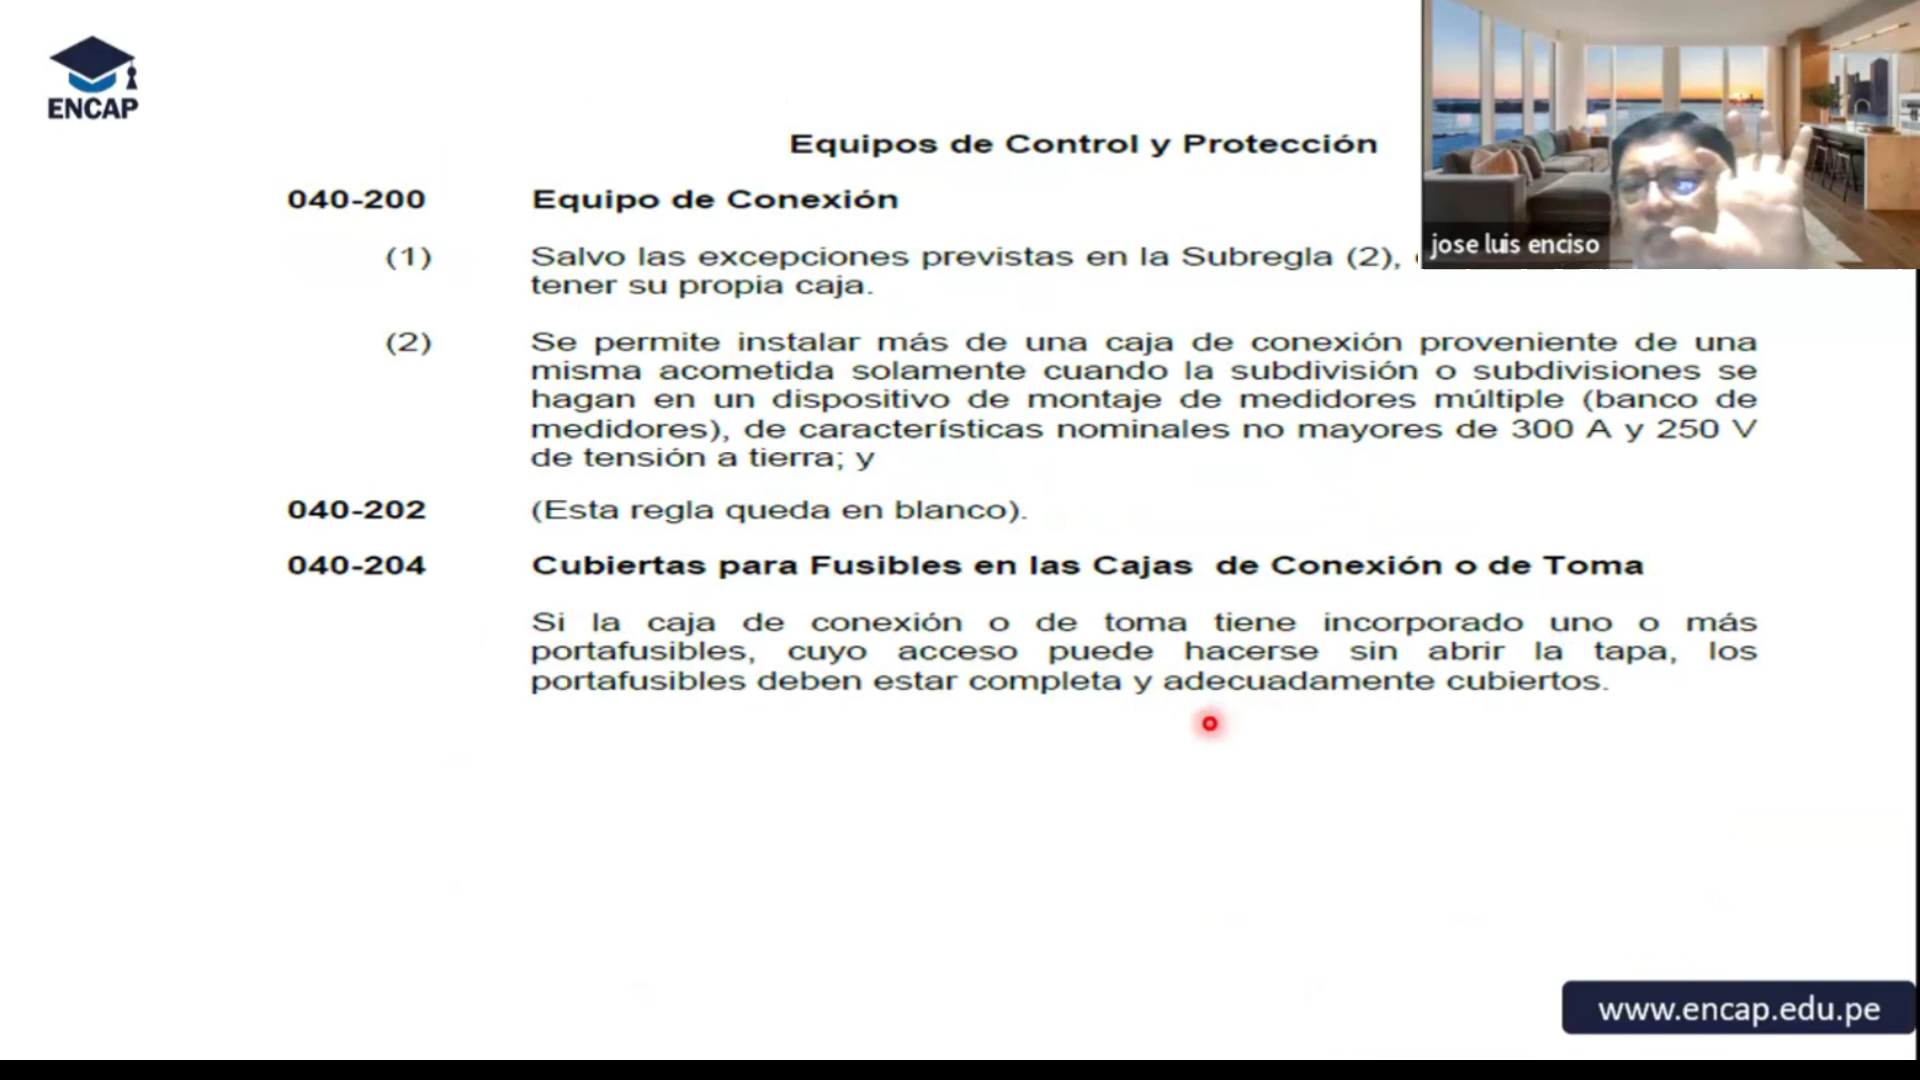 ENCAP
Equipos de Control y Protección
040-200 Equipo de Conexión
jose luis enciso
(1) Salvo las excepciones previstas en la Subregla (2),
tener su propia caja.
(2) Se permite instalar más de una caja de conexión proveniente de una
misma acometida solamente cuando la subdivisión o subdivisiones se
hagan en un dispositivo de montaje de medidores múltiple (banco de
medidores), de características nominales no mayores de 300 A y 250 V
de tensión a tierra; y
040-202 (Esta regla queda en blanco).
040-204 Cubiertas para Fusibles en las Cajas de Conexión o de Toma
Si la caja de conexión o de toma tiene incorporado uno o más
portafusibles, cuyo acceso puede hacerse sin abrir la tapa, los
portafusibles deben estar completa y adecuadamente cubiertos.
www.encap.edu.pe